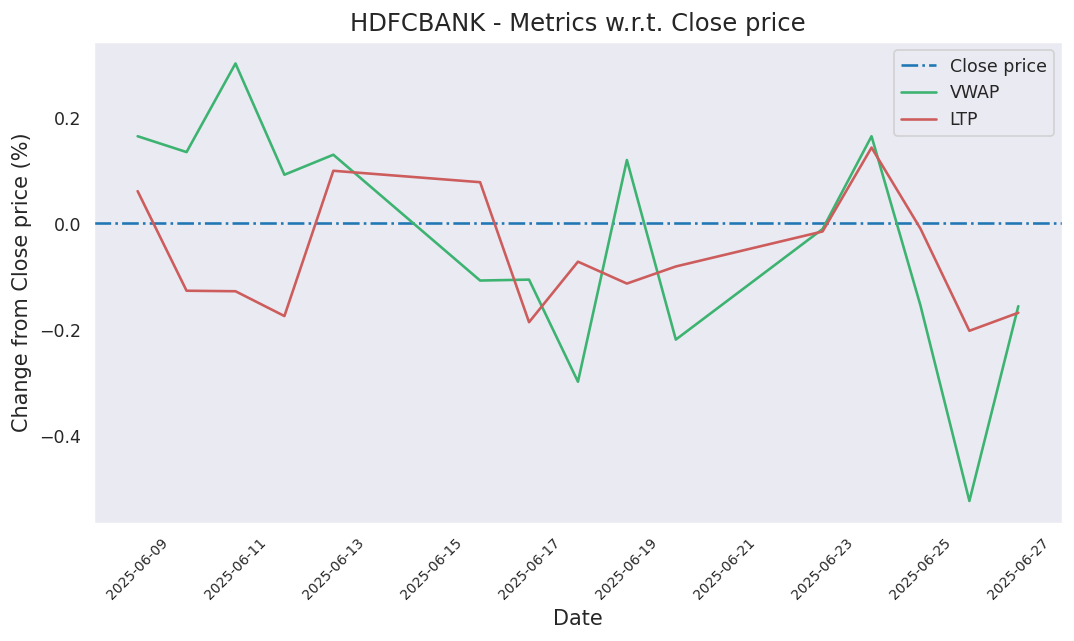 HDFCBANK - Metrics w.r.t. Close price
Close price
VWAP
LTP
Change from Close price (%)
0.2
0.0
−0.2
−0.4
2025-06-09
2025-06-11
2025-06-13
2025-06-15
2025-06-17
2025-06-19
2025-06-21
2025-06-23
2025-06-25
2025-06-27
Date